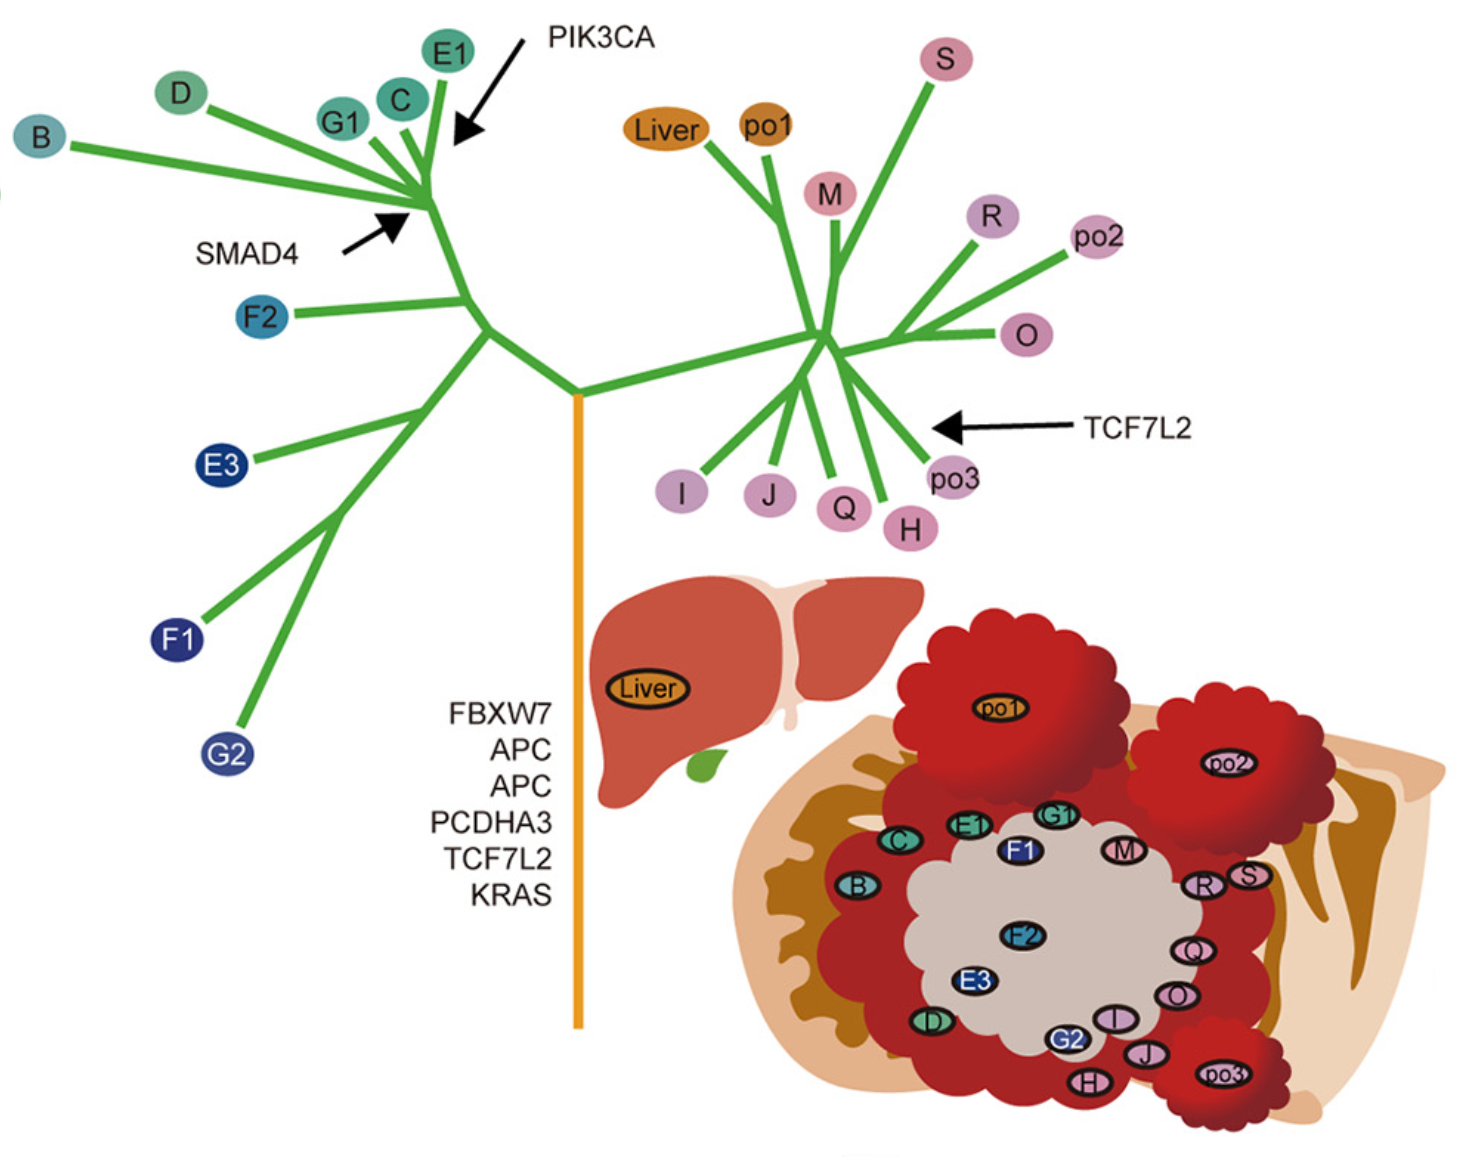 E1
PIK3CA
S
D
C
G1
B
Liver
po1
M
R
po2
SMAD4
F2
O
E3
TCF7L2
I
J
Q
po3
H
F1
G2
FBXW7
APC
APC
PCDHA3
TCF7L2
KRAS
Liver
po1
po2
G1
E1
C
F1
M
B
R
S
F2
Q
E3
O
D
I
G2
J
H
po3